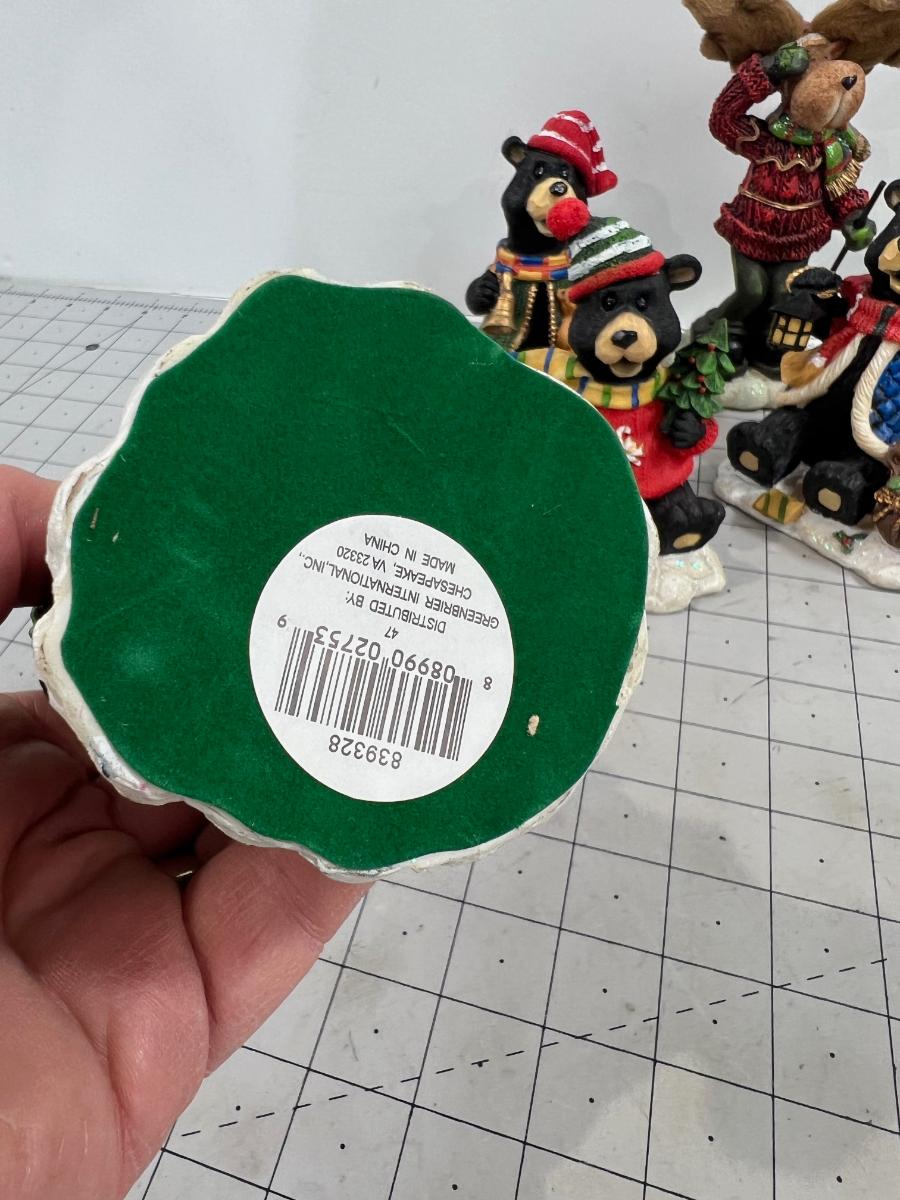 839328
8 08990 02753 9
47
DISTRIBUTED BY:
GREENBRIER INTERNATIONAL,INC.,
CHESAPEAKE, VA 23320
MADE IN CHINA